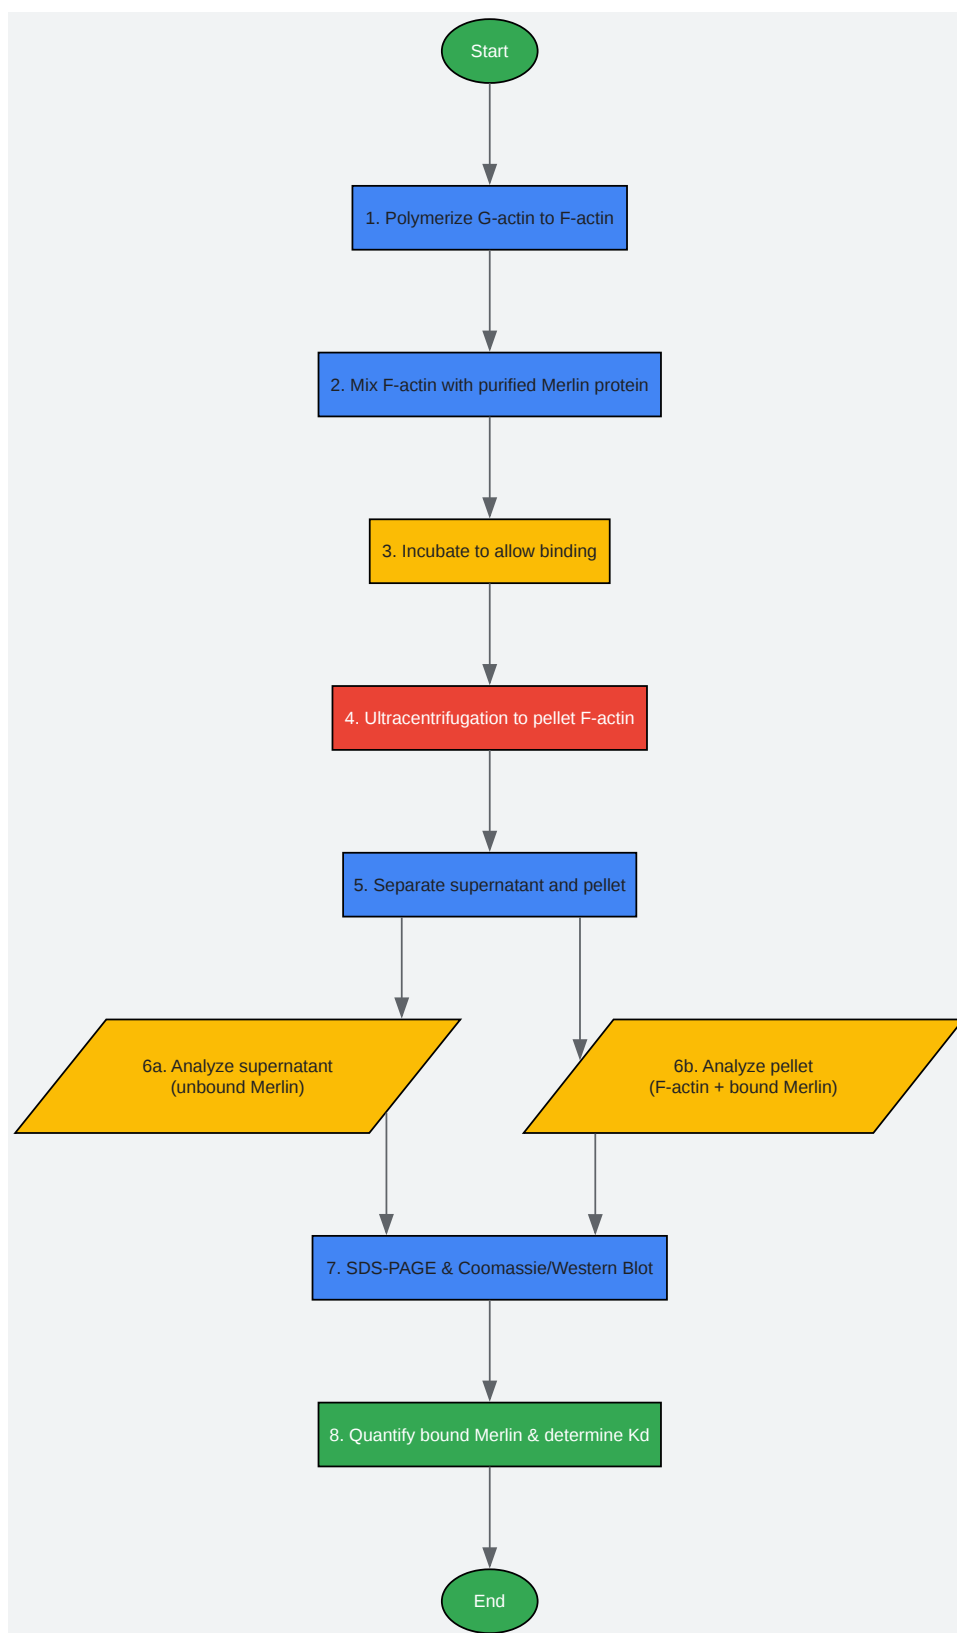 Start
1. Polymerize G-actin to F-actin
2. Mix F-actin with purified Merlin protein
3. Incubate to allow binding
4. Ultracentrifugation to pellet F-actin
5. Separate supernatant and pellet
6a. Analyze supernatant
(unbound Merlin)
6b. Analyze pellet
(F-actin + bound Merlin)
7. SDS-PAGE & Coomassie/Western Blot
8. Quantify bound Merlin & determine Kd
End